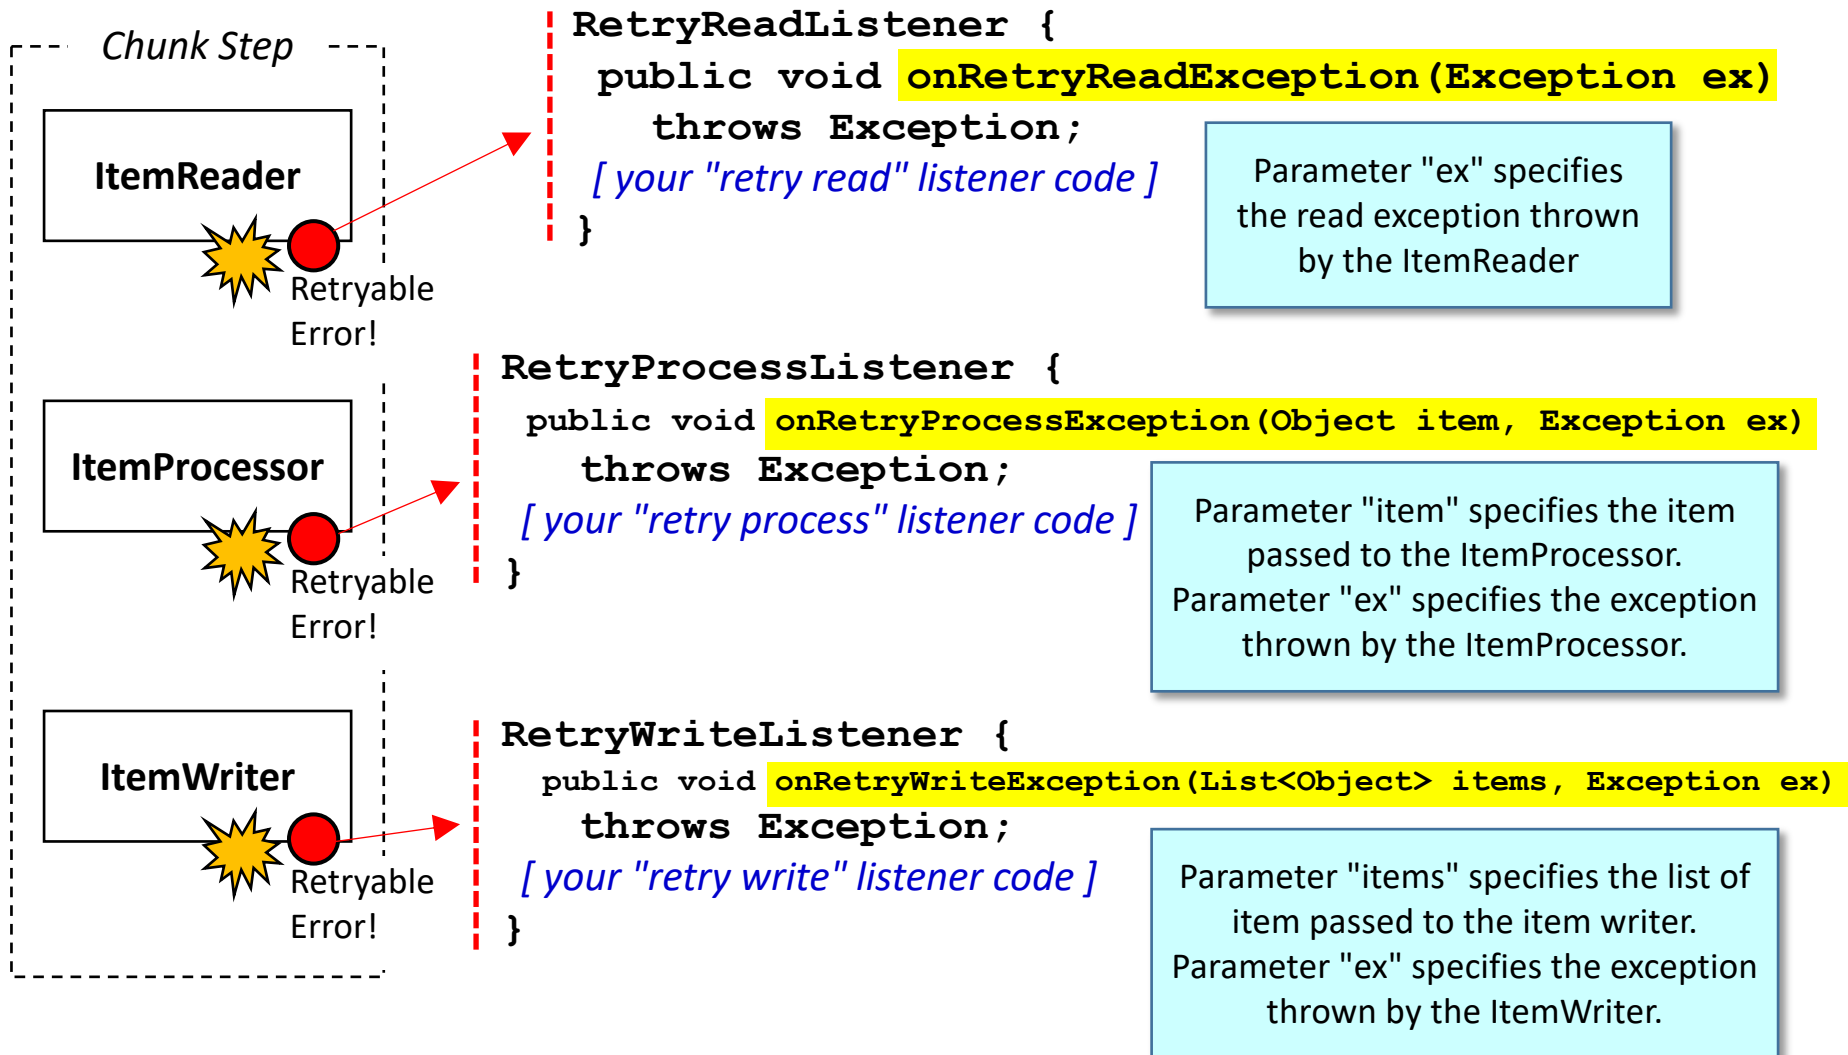 Chunk Step
ItemReader
Retryable
Error!
RetryReadListener {
public void onRetryReadException(Exception ex)
throws Exception;
[ your "retry read" listener code ]
}
Parameter "ex" specifies
the read exception thrown
by the ItemReader
ItemProcessor
Retryable
Error!
RetryProcessListener {
public void onRetryProcessException(Object item, Exception ex)
throws Exception;
[ your "retry process" listener code ]
}
Parameter "item" specifies the item
passed to the ItemProcessor.
Parameter "ex" specifies the exception
thrown by the ItemProcessor.
ItemWriter
Retryable
Error!
RetryWriteListener {
public void onRetryWriteException(List<Object> items, Exception ex)
throws Exception;
[ your "retry write" listener code ]
}
Parameter "items" specifies the list of
item passed to the item writer.
Parameter "ex" specifies the exception
thrown by the ItemWriter.